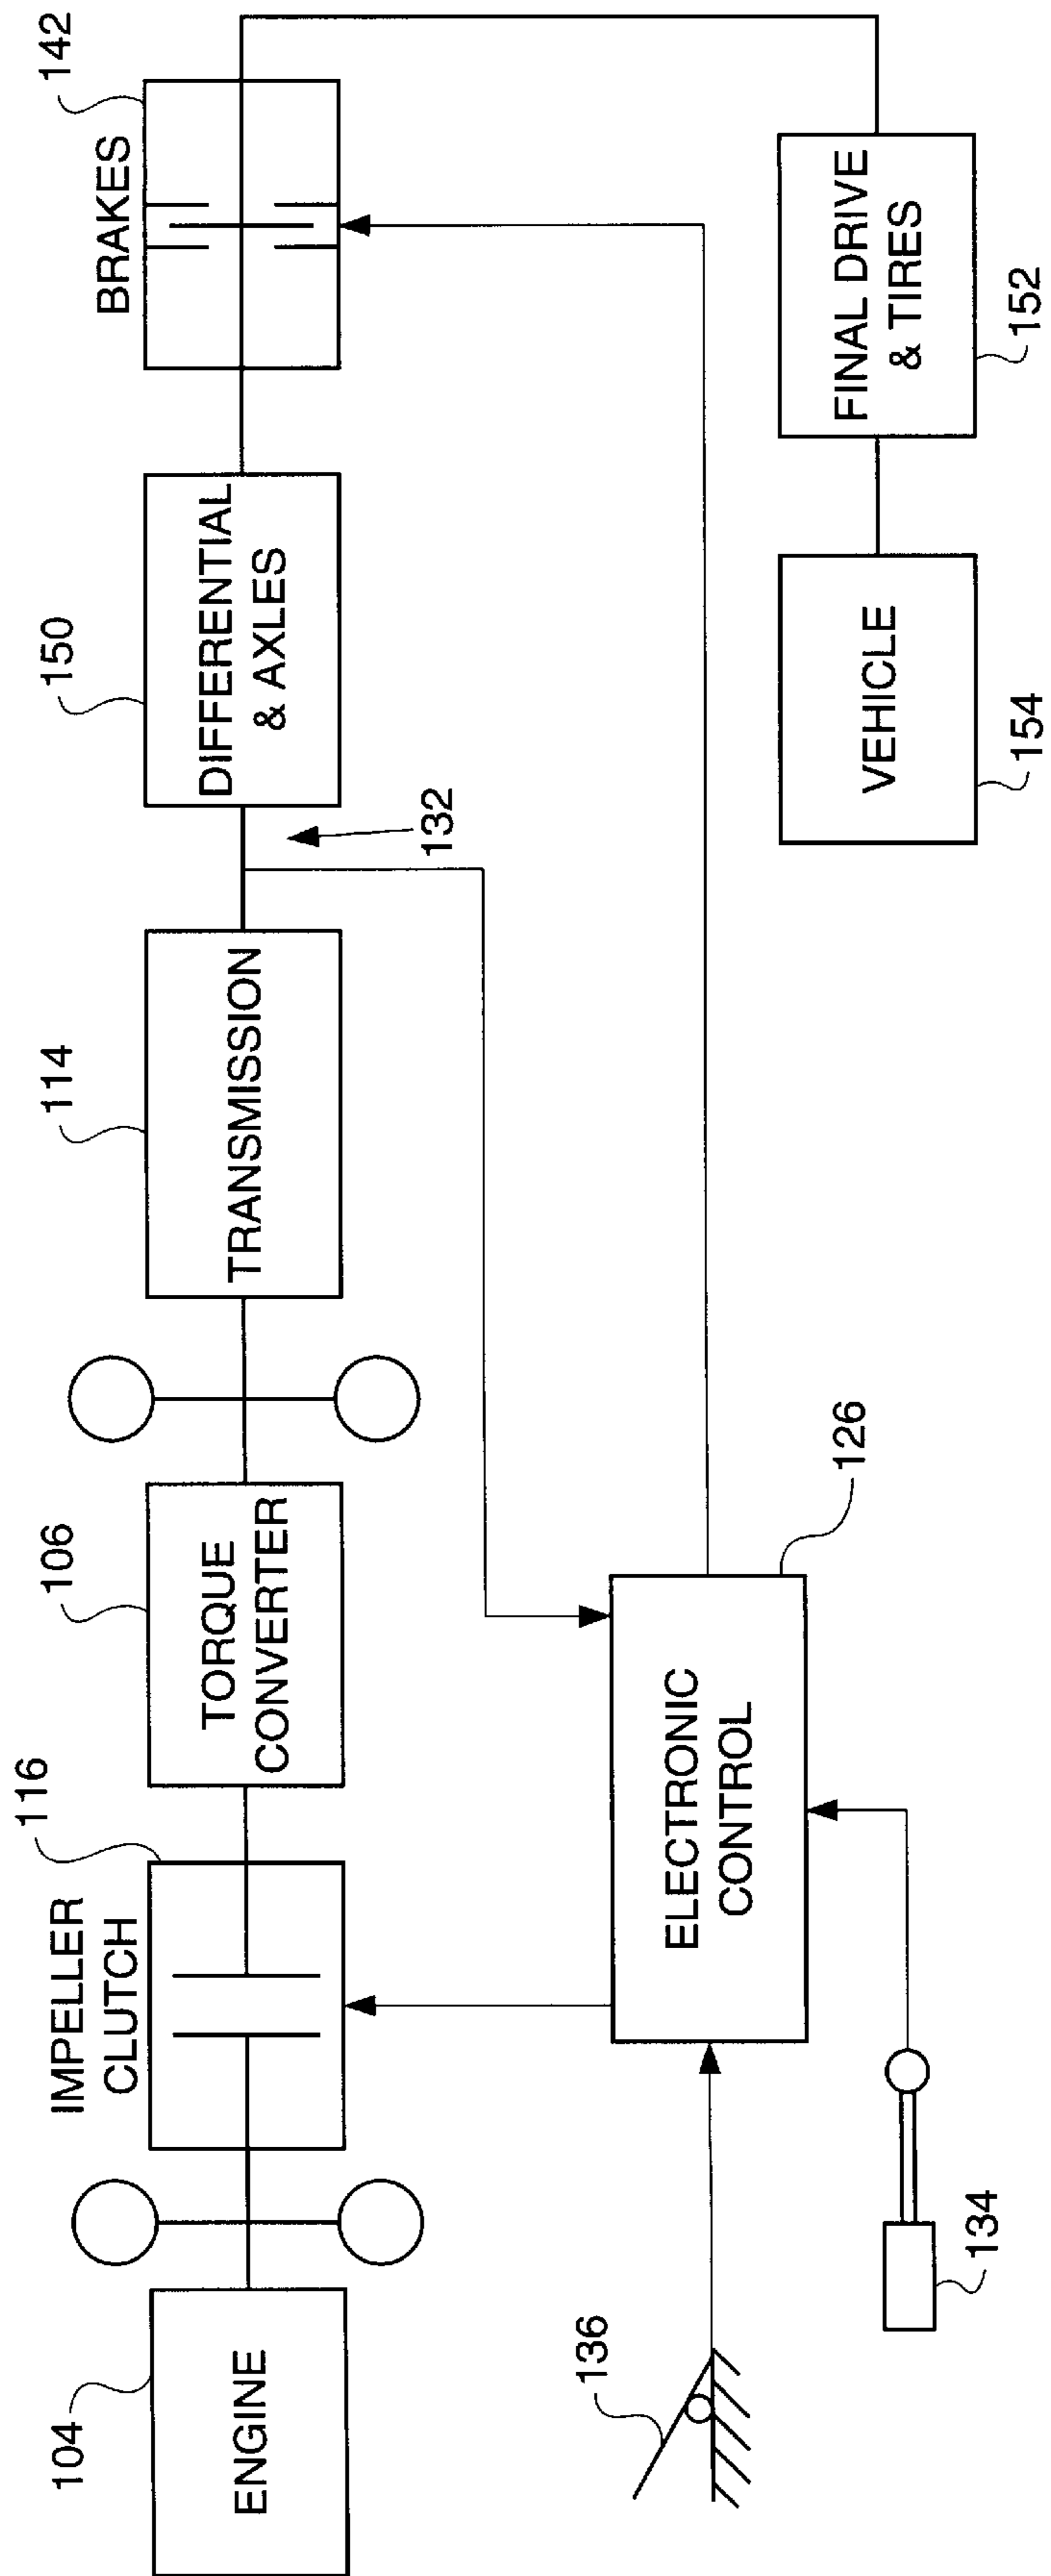 104
ENGINE
IMPELLER
CLUTCH
116
TORQUE
CONVERTER
106
TRANSMISSION
114
132
DIFFERENTIAL
& AXLES
150
BRAKES
142
136
134
ELECTRONIC
CONTROL
126
VEHICLE
154
FINAL DRIVE
& TIRES
152